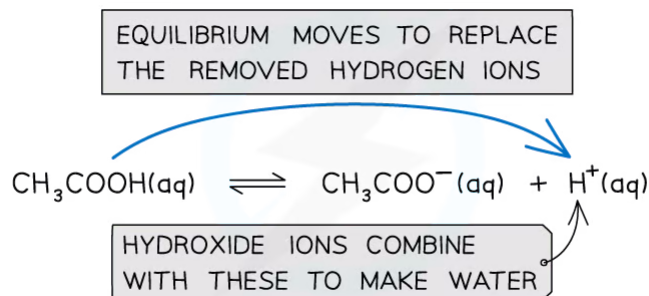 EQUILIBRIUM MOVES TO REPLACE
THE REMOVED HYDROGEN IONS
CH₃COOH(aq) ⇌ CH₃COO⁻(aq) + H⁺(aq)
HYDROXIDE IONS COMBINE
WITH THESE TO MAKE WATER